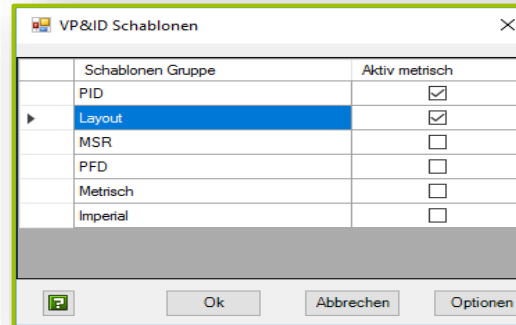 VP&ID Schablonen
Schablonen Gruppe Aktiv metrisch
PID
Layout
MSR
PFD
Metrisch
Imperial
Ok Abbrechen Optionen